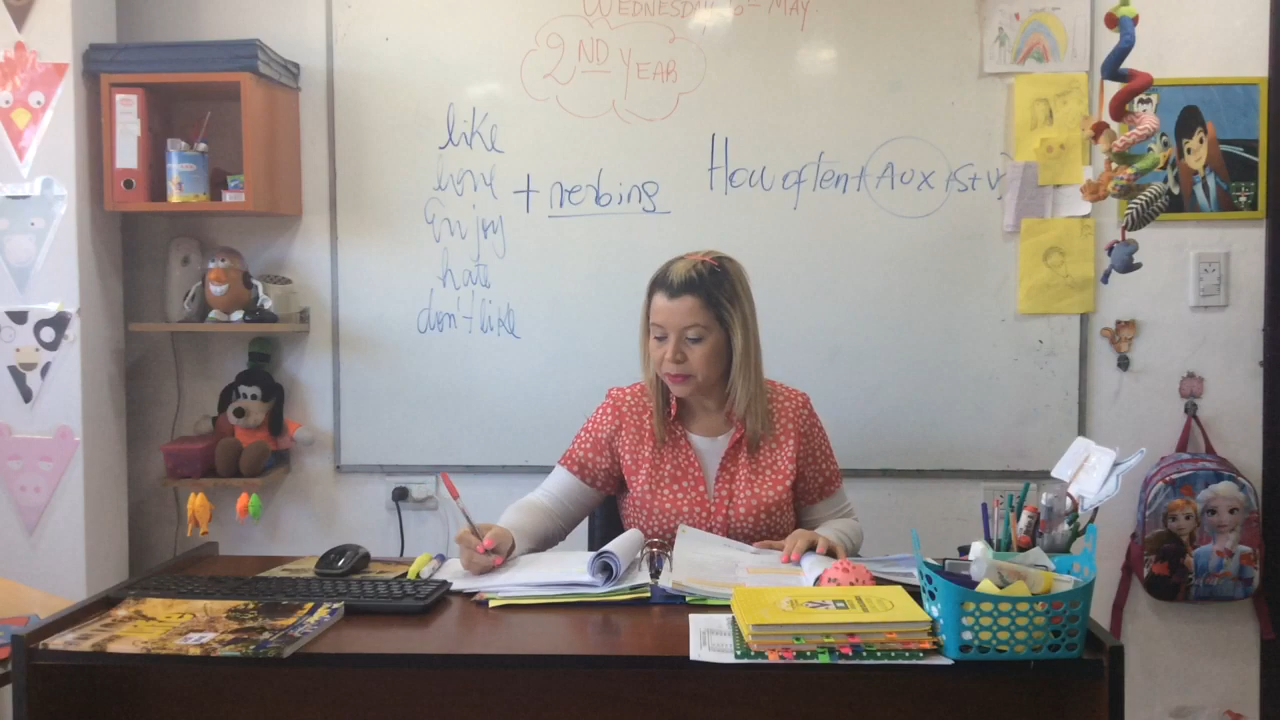 WEDNESDAY MAY.
2ND YEAR
like
love
Enjoy
hate
don't like
+ verbing
How often + Aux + S + V